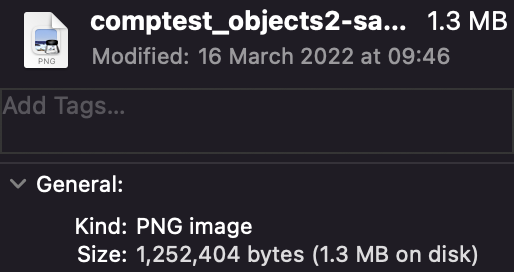 comptest_objects2-sa... 1.3 MB
Modified: 16 March 2022 at 09:46
PNG
Add Tags...
General:
Kind: PNG image
Size: 1,252,404 bytes (1.3 MB on disk)